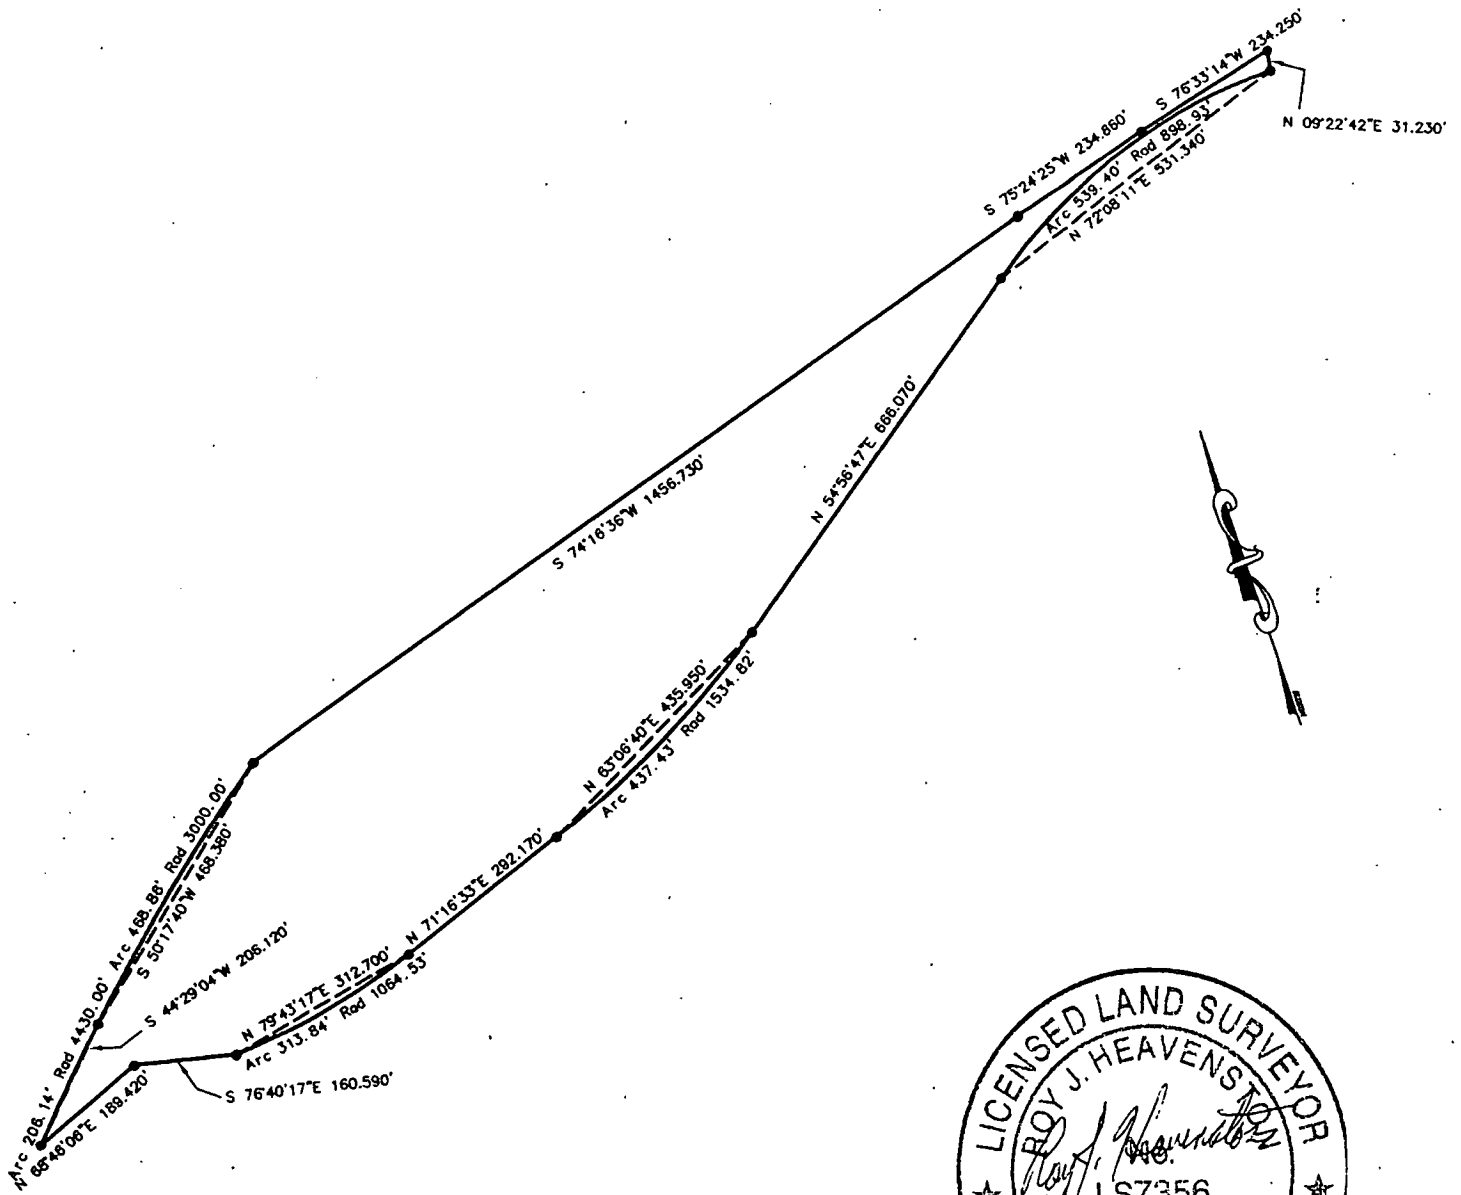 S 76°33'14"W 234.250'
N 09°22'42"E 31.230'
S 75°24'25"W 234.860'
Arc 539.40' Rad 898.93'
N 72°08'11"E 531.340'
S 74°16'36"W 1456.730'
N 54°56'47"E 666.070'
N 63°06'40"E 435.950'
Arc 437.43' Rad 1534.82'
Arc 468.86' Rad 3000.00'
S 50°17'40"W 468.380'
N 71°16'33"E 292.170'
S 44°29'04"W 206.120'
N 79°43'17"E 312.700'
Arc 313.84' Rad 1064.53'
Arc 206.14' Rad 4430.00'
S 76°40'17"E 160.590'
N 68°46'06"E 189.420'
LICENSED LAND SURVEYOR
ROY J. HEAVENSTON
Roy J. Heavenston
No.
LS7356